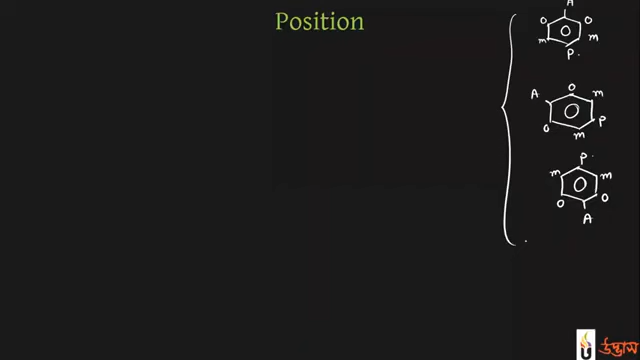 Position
A
O O
m m
P.
O
A m
P
O m
P.
m m
O O
A
U উদ্ভাস